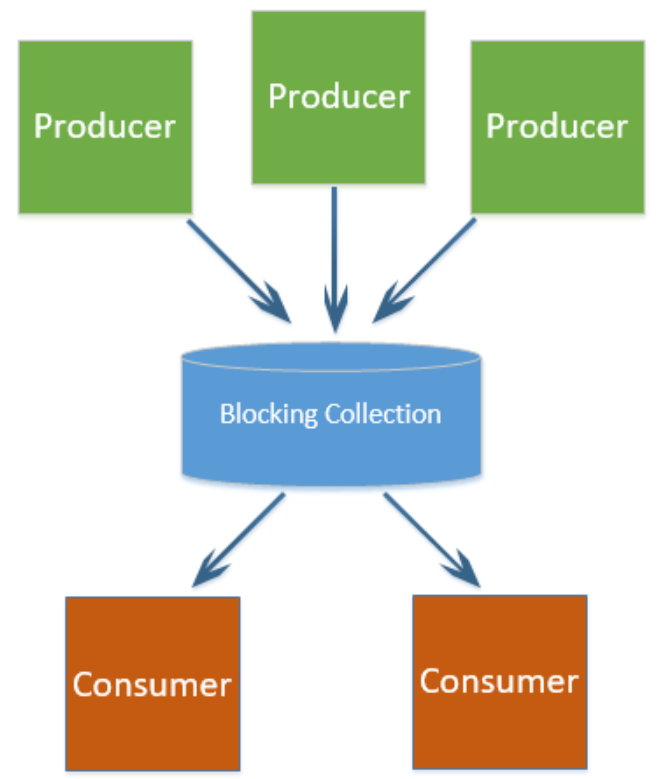 Producer
Producer
Producer
Blocking Collection
Consumer
Consumer